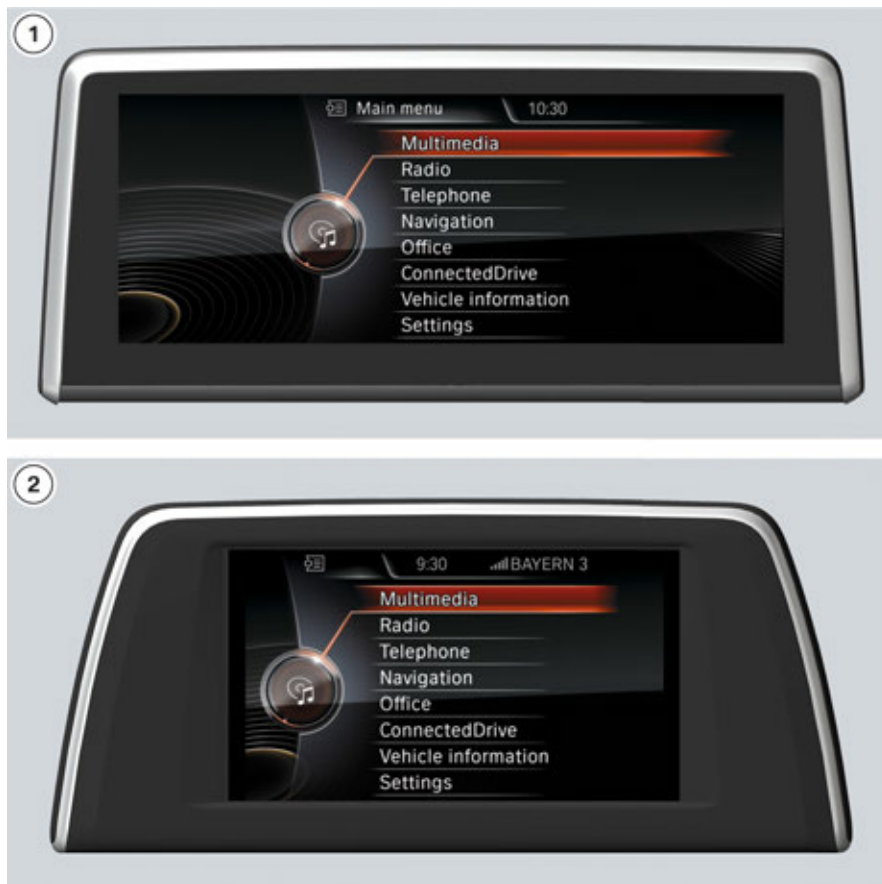 1
Main menu 10:30
Multimedia
Radio
Telephone
Navigation
Office
ConnectedDrive
Vehicle information
Settings
2
9:30 BAYERN 3
Multimedia
Radio
Telephone
Navigation
Office
ConnectedDrive
Vehicle information
Settings